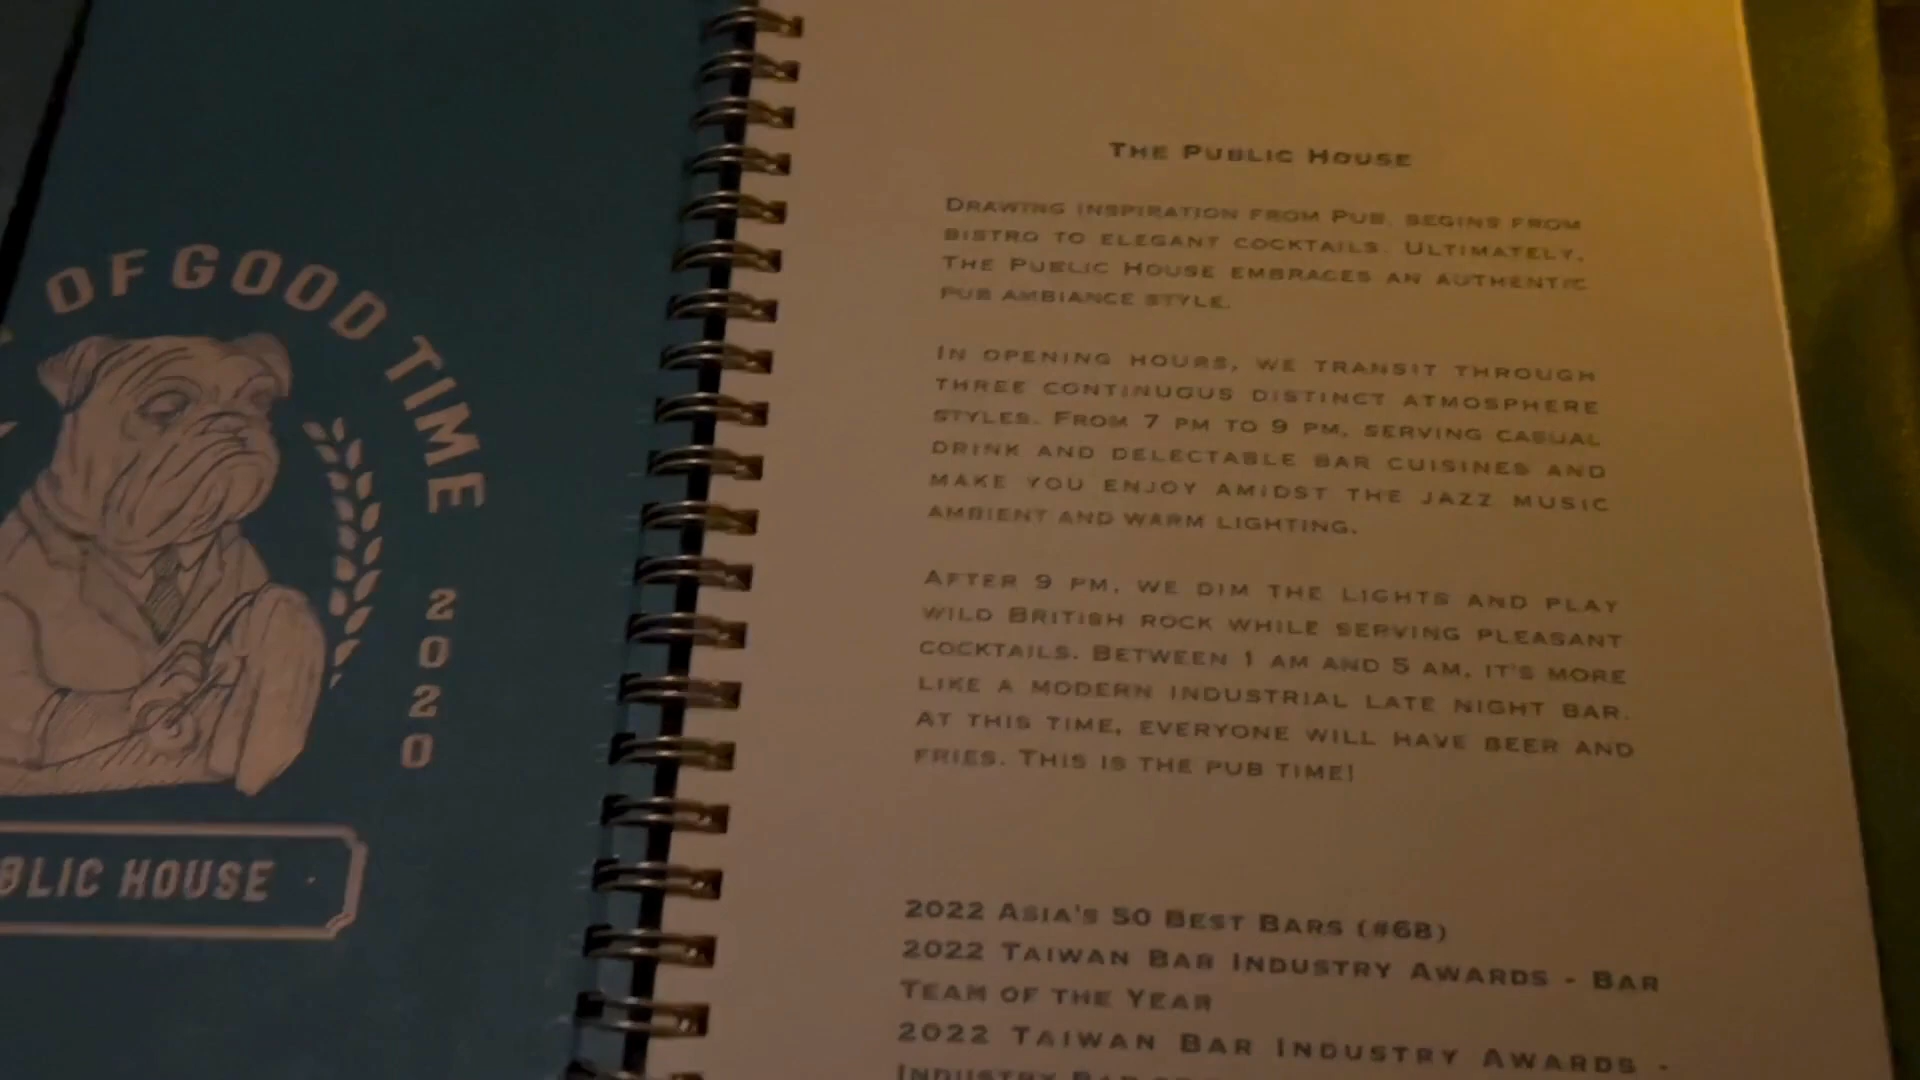 OF GOOD TIME
2020
BLIC HOUSE
THE PUBLIC HOUSE
DRAWING INSPIRATION FROM PUB, BEGINS FROM
BISTRO TO ELEGANT COCKTAILS. ULTIMATELY,
THE PUBLIC HOUSE EMBRACES AN AUTHENTIC
PUB AMBIANCE STYLE.
IN OPENING HOURS, WE TRANSIT THROUGH
THREE CONTINUOUS DISTINCT ATMOSPHERE
STYLES. FROM 7 PM TO 9 PM, SERVING CASUAL
DRINK AND DELECTABLE BAR CUISINES AND
MAKE YOU ENJOY AMIDST THE JAZZ MUSIC
AMBIENT AND WARM LIGHTING.
AFTER 9 PM, WE DIM THE LIGHTS AND PLAY
WILD BRITISH ROCK WHILE SERVING PLEASANT
COCKTAILS. BETWEEN 1 AM AND 5 AM, IT'S MORE
LIKE A MODERN INDUSTRIAL LATE NIGHT BAR.
AT THIS TIME, EVERYONE WILL HAVE BEER AND
FRIES. THIS IS THE PUB TIME!
2022 ASIA'S 50 BEST BARS (#68)
2022 TAIWAN BAR INDUSTRY AWARDS - BAR
TEAM OF THE YEAR
2022 TAIWAN BAR INDUSTRY AWARDS -
INDUSTRY